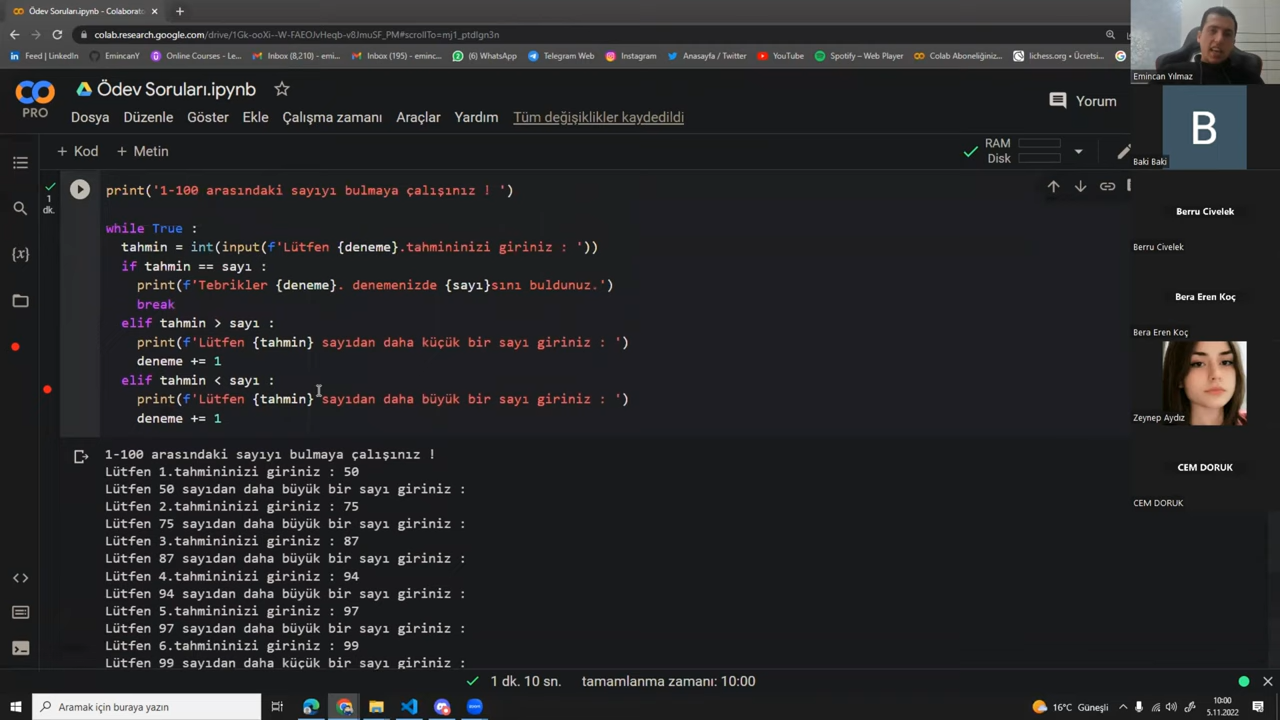 Ödev Soruları.ipynb - Colaborato
colab.research.google.com/drive/1Gk-ooXi--W-FAEOJvHeqb-v8JmuSF_PM#scrollTo=mj1_ptdIgn3n
Feed | LinkedIn
EmincanY
Online Courses - Le...
Inbox (8,210) - emi...
Inbox (195) - eminc...
(6) WhatsApp
Telegram Web
Instagram
Anasayfa / Twitter
YouTube
Spotify – Web Player
Colab Aboneliğiniz...
lichess.org • Ücretsi...
Emincan Yılmaz
PRO
Ödev Soruları.ipynb
Yorum
Dosya Düzenle Göster Ekle Çalışma zamanı Araçlar Yardım Tüm değişiklikler kaydedildi
B
Baki Baki
+ Kod + Metin
RAM
Disk
1
dk.
print('1-100 arasındaki sayıyı bulmaya çalışınız ! ')
while True :
tahmin = int(input(f'Lütfen {deneme}.tahmininizi giriniz : '))
if tahmin == sayı :
print(f'Tebrikler {deneme}. denemenizde {sayı}sını buldunuz.')
break
elif tahmin > sayı :
print(f'Lütfen {tahmin} sayıdan daha küçük bir sayı giriniz : ')
deneme += 1
elif tahmin < sayı :
print(f'Lütfen {tahmin} sayıdan daha büyük bir sayı giriniz : ')
deneme += 1
Berru Civelek
Berru Civelek
Bera Eren Koç
Bera Eren Koç
Zeynep Aydız
CEM DORUK
CEM DORUK
1-100 arasındaki sayıyı bulmaya çalışınız !
Lütfen 1.tahmininizi giriniz : 50
Lütfen 50 sayıdan daha büyük bir sayı giriniz :
Lütfen 2.tahmininizi giriniz : 75
Lütfen 75 sayıdan daha büyük bir sayı giriniz :
Lütfen 3.tahmininizi giriniz : 87
Lütfen 87 sayıdan daha büyük bir sayı giriniz :
Lütfen 4.tahmininizi giriniz : 94
Lütfen 94 sayıdan daha büyük bir sayı giriniz :
Lütfen 5.tahmininizi giriniz : 97
Lütfen 97 sayıdan daha büyük bir sayı giriniz :
Lütfen 6.tahmininizi giriniz : 99
Lütfen 99 sayıdan daha küçük bir sayı giriniz :
1 dk. 10 sn. tamamlanma zamanı: 10:00
Aramak için buraya yazın
16°C Güneşli
10:00
5.11.2022